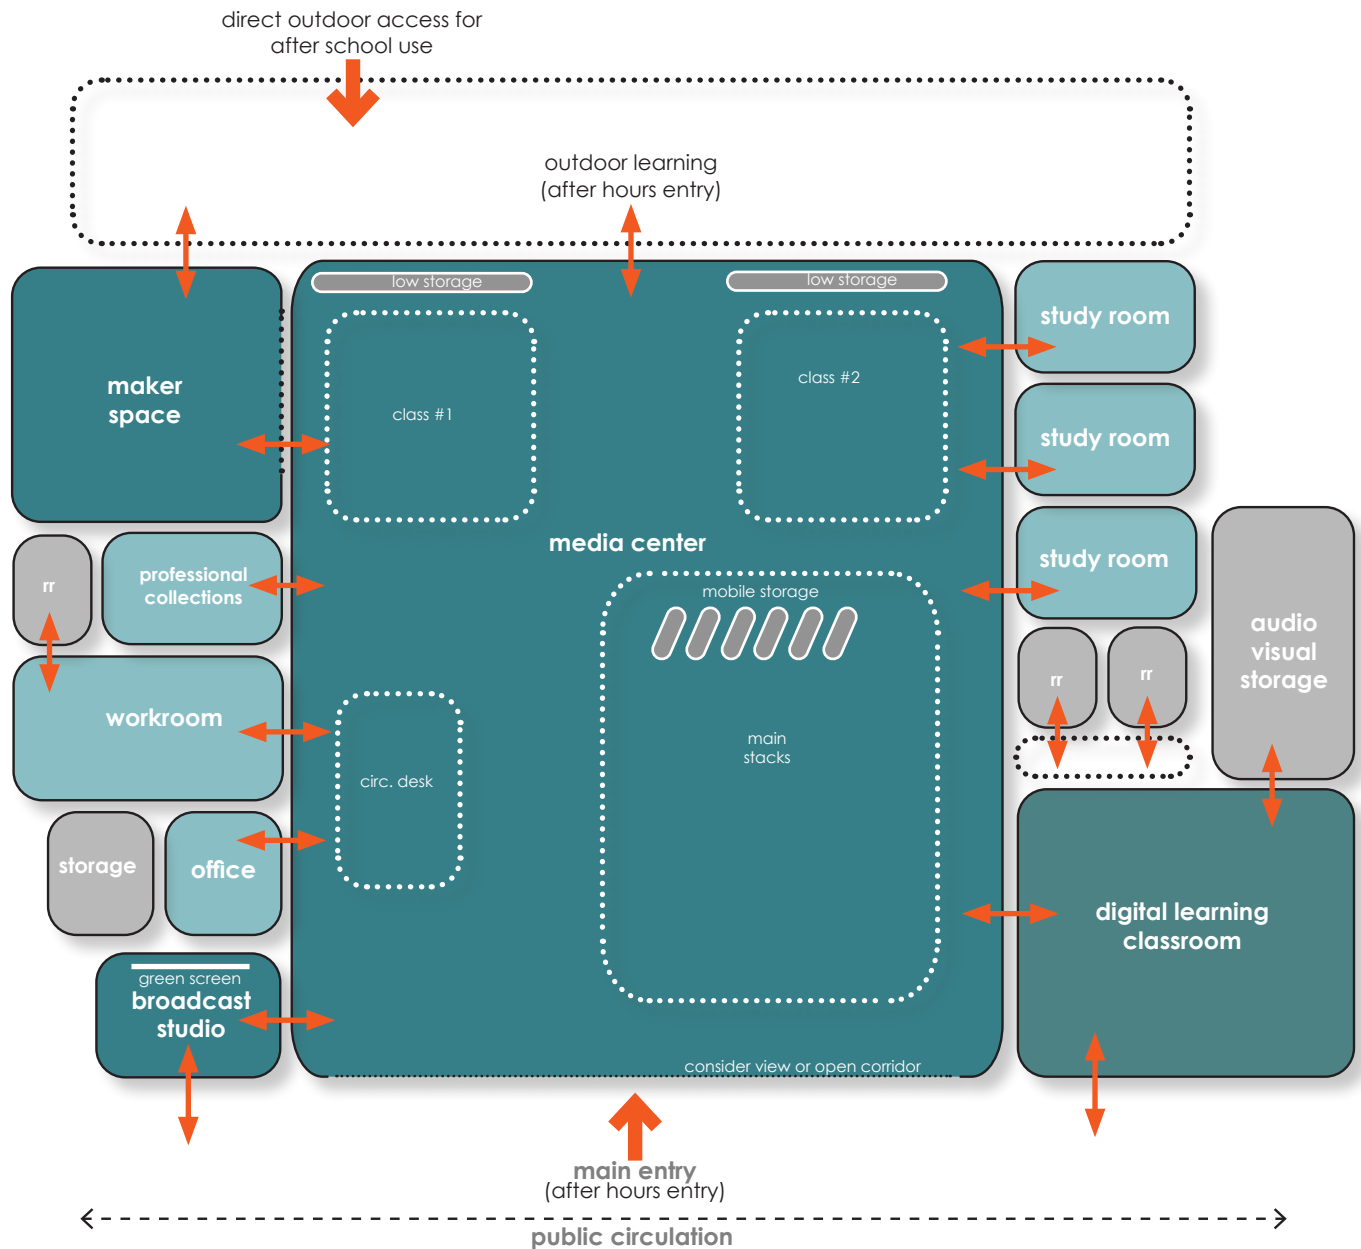 direct outdoor access for
after school use
outdoor learning
(after hours entry)
low storage
low storage
study room
maker
space
class #1
class #2
study room
media center
study room
rr
professional
collections
mobile storage
audio
visual
storage
rr
rr
workroom
main
stacks
circ. desk
storage
office
digital learning
classroom
green screen
broadcast
studio
consider view or open corridor
main entry
(after hours entry)
public circulation